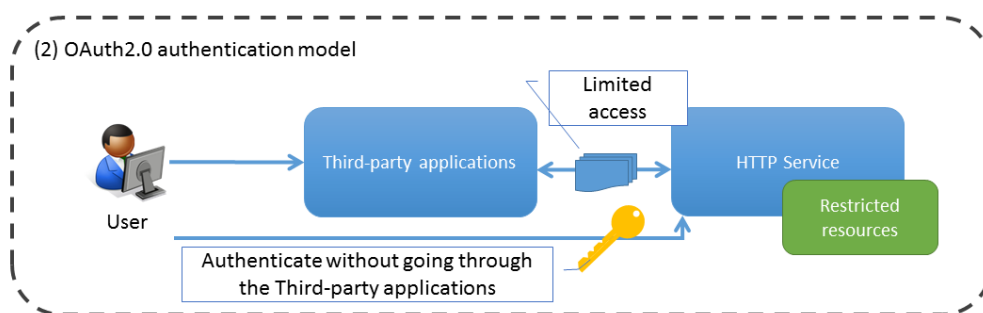 (2) OAuth2.0 authentication model
Limited
access
Third-party applications
HTTP Service
User
Restricted
resources
Authenticate without going through
the Third-party applications